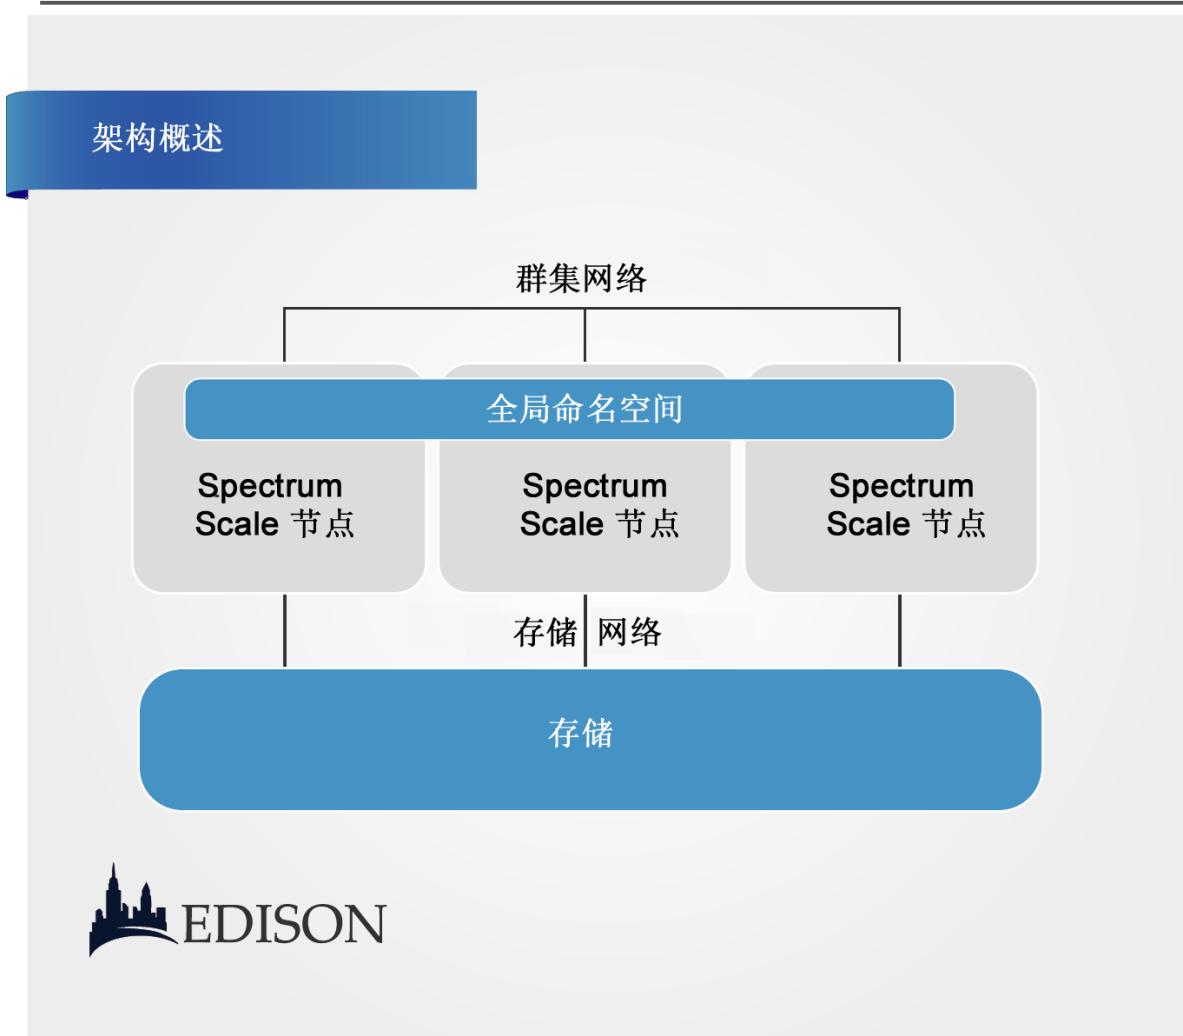 架构概述
群集网络
全局命名空间
Spectrum
Scale 节点
Spectrum
Scale 节点
Spectrum
Scale 节点
存储 网络
存储
EDISON